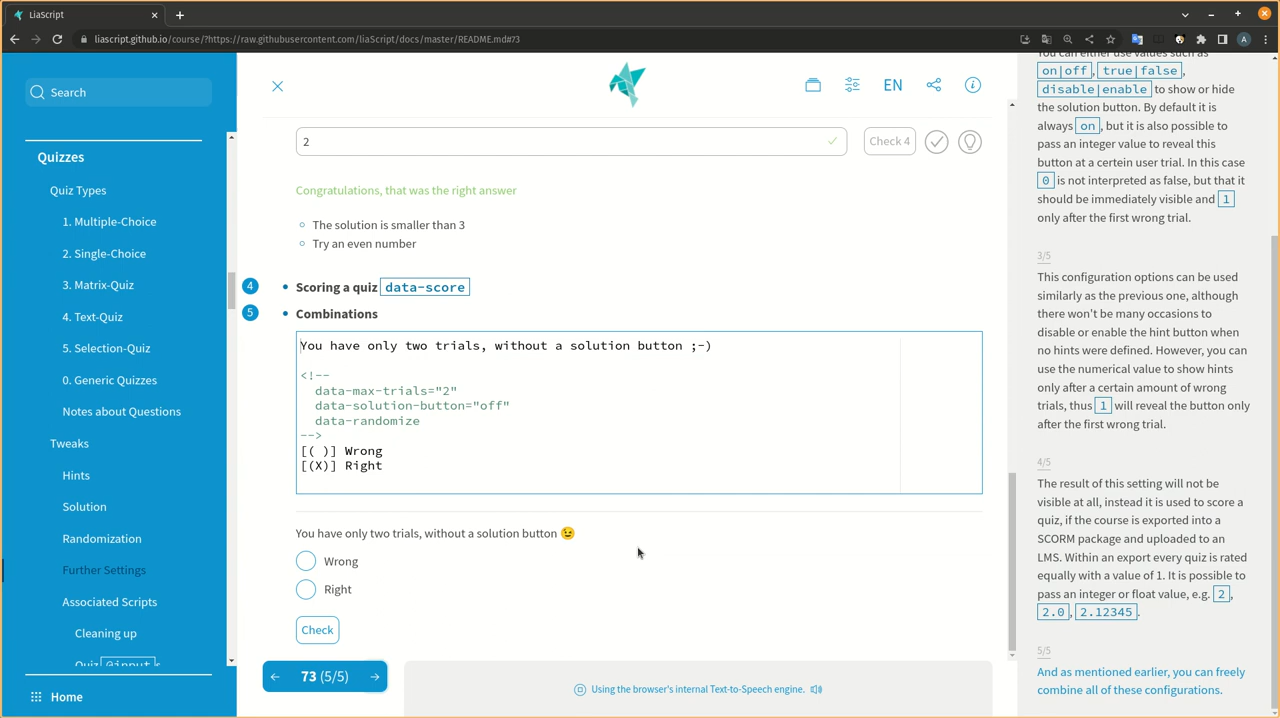 LiaScript
liascript.github.io/course/?https://raw.githubusercontent.com/liaScript/docs/master/README.md#73
Search
Quizzes
Quiz Types
1. Multiple-Choice
2. Single-Choice
3. Matrix-Quiz
4. Text-Quiz
5. Selection-Quiz
0. Generic Quizzes
Notes about Questions
Tweaks
Hints
Solution
Randomization
Further Settings
Associated Scripts
Cleaning up
Quiz @input s
Home
EN
2
Check 4
Congratulations, that was the right answer
The solution is smaller than 3
Try an even number
4 • Scoring a quiz data-score
5 • Combinations
You have only two trials, without a solution button ;-)
<!--
data-max-trials="2"
data-solution-button="off"
data-randomize
-->
[( )] Wrong
[(X)] Right
You have only two trials, without a solution button 😉
Wrong
Right
Check
← 73 (5/5) →
Using the browser's internal Text-to-Speech engine.
You can either use values such as
on|off, true|false,
disable|enable to show or hide
the solution button. By default it is
always on, but it is also possible to
pass an integer value to reveal this
button at a certein user trial. In this case
0 is not interpreted as false, but that it
should be immediately visible and 1
only after the first wrong trial.
3/5
This configuration options can be used
similarly as the previous one, although
there won't be many occasions to
disable or enable the hint button when
no hints were defined. However, you can
use the numerical value to show hints
only after a certain amount of wrong
trials, thus 1 will reveal the button only
after the first wrong trial.
4/5
The result of this setting will not be
visible at all, instead it is used to score a
quiz, if the course is exported into a
SCORM package and uploaded to an
LMS. Within an export every quiz is rated
equally with a value of 1. It is possible to
pass an integer or float value, e.g. 2,
2.0, 2.12345.
5/5
And as mentioned earlier, you can freely
combine all of these configurations.